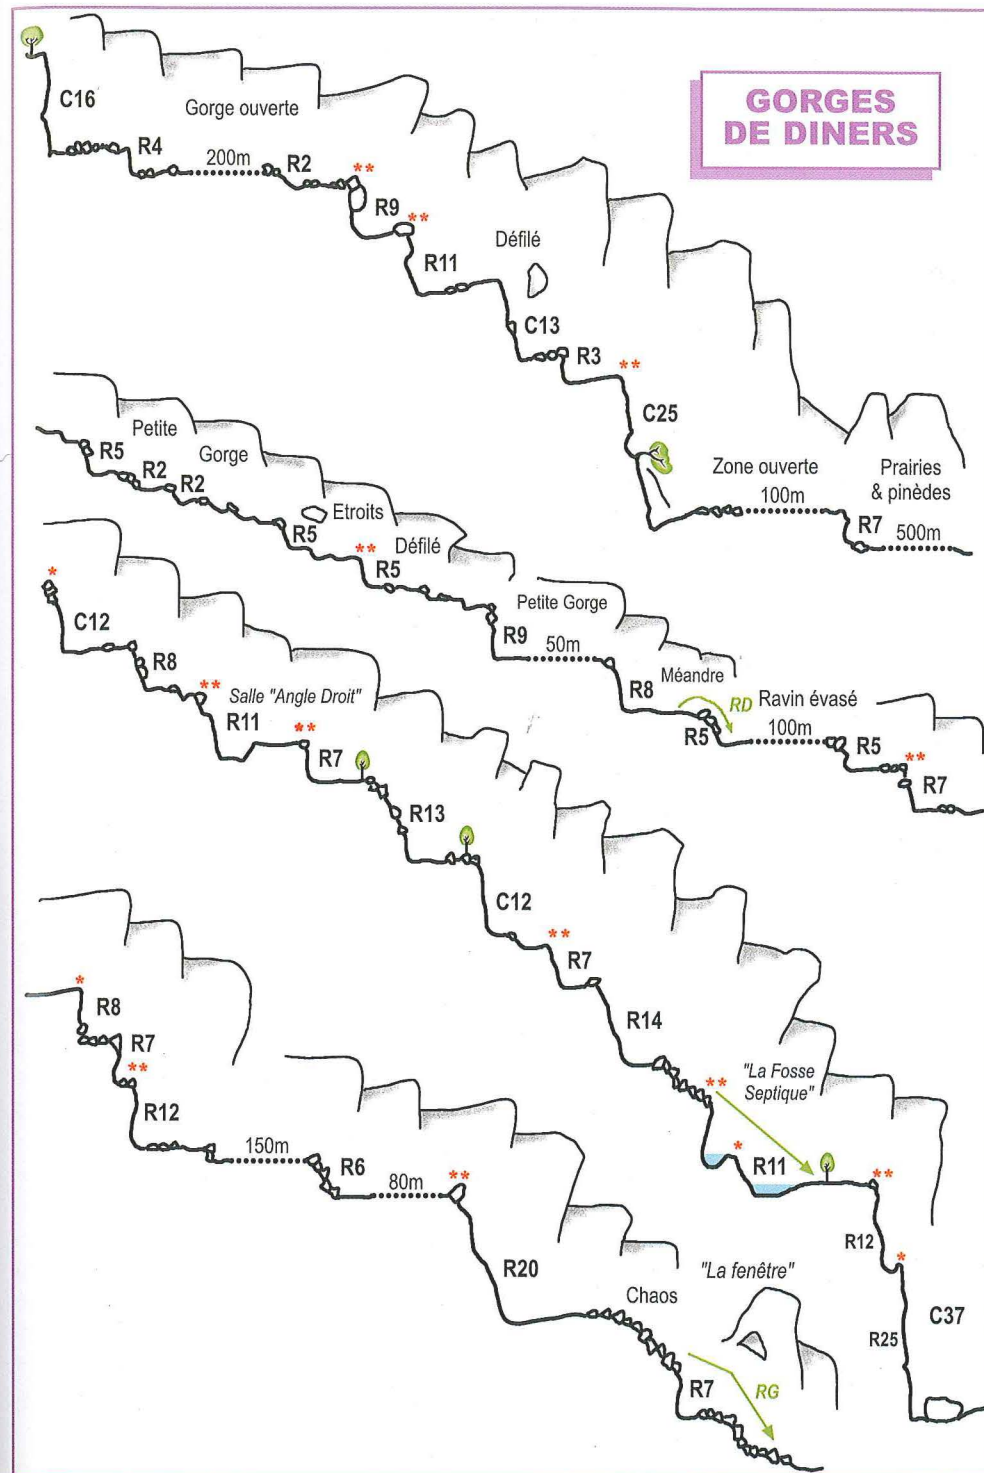 GORGES
DE DINERS
C16
Gorge ouverte
R4
200m
R2
**
R9
**
R11
Défilé
C13
R3
**
C25
Zone ouverte
100m
Prairies
& pinèdes
R7
500m
Petite
Gorge
R5
R2
R2
Etroits
R5
Défilé
**
R5
Petite Gorge
R9
50m
Méandre
R8
RD
R5
Ravin évasé
100m
R5
**
R7
*
C12
R8
**
Salle "Angle Droit"
R11
**
R7
R13
C12
**
R7
R14
"La Fosse
Septique"
**
*
R11
**
R12
*
C37
R25
*
R8
R7
**
R12
150m
R6
80m
**
R20
Chaos
"La fenêtre"
R7
RG